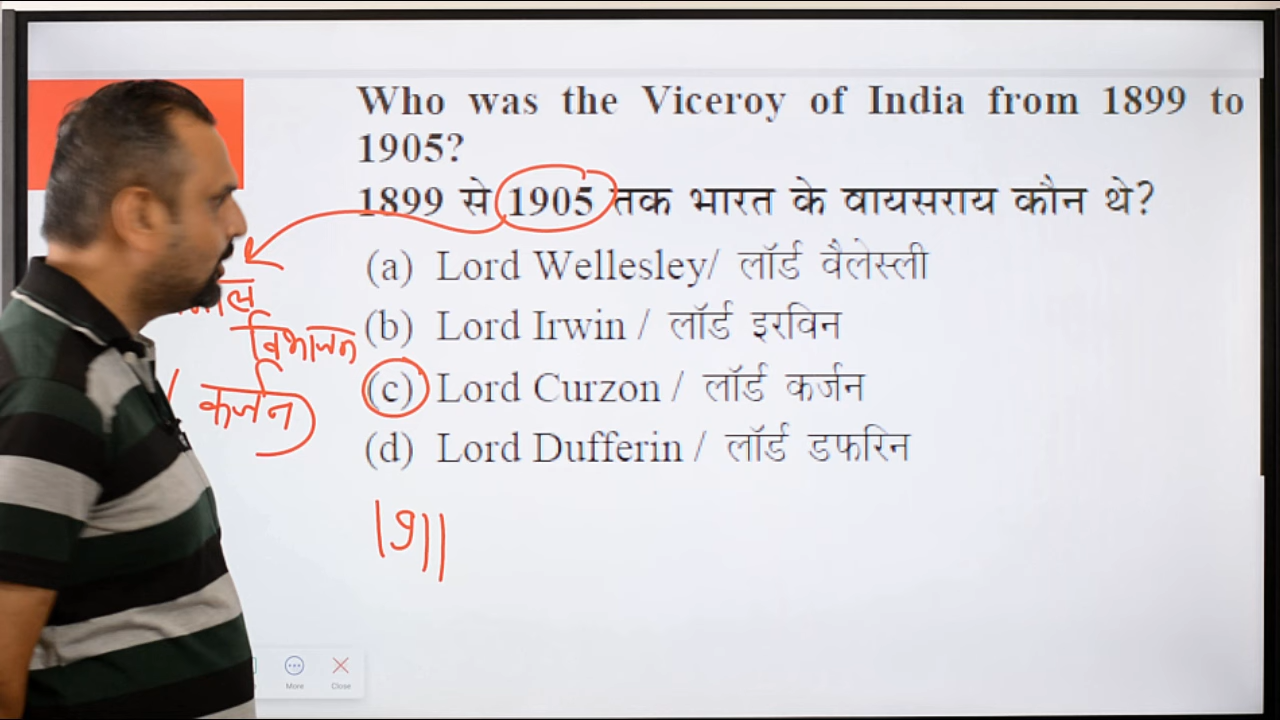 Who was the Viceroy of India from 1899 to
1905?
1899 से 1905 तक भारत के वायसराय कौन थे?
(a) Lord Wellesley/ लॉर्ड वैलेस्ली
विभाजन
(b) Lord Irwin / लॉर्ड इरविन
कर्जन
(c) Lord Curzon / लॉर्ड कर्जन
(d) Lord Dufferin / लॉर्ड डफरिन
1911
More
Close